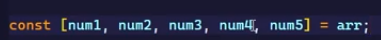 const [num1, num2, num3, num4, num5] = arr;